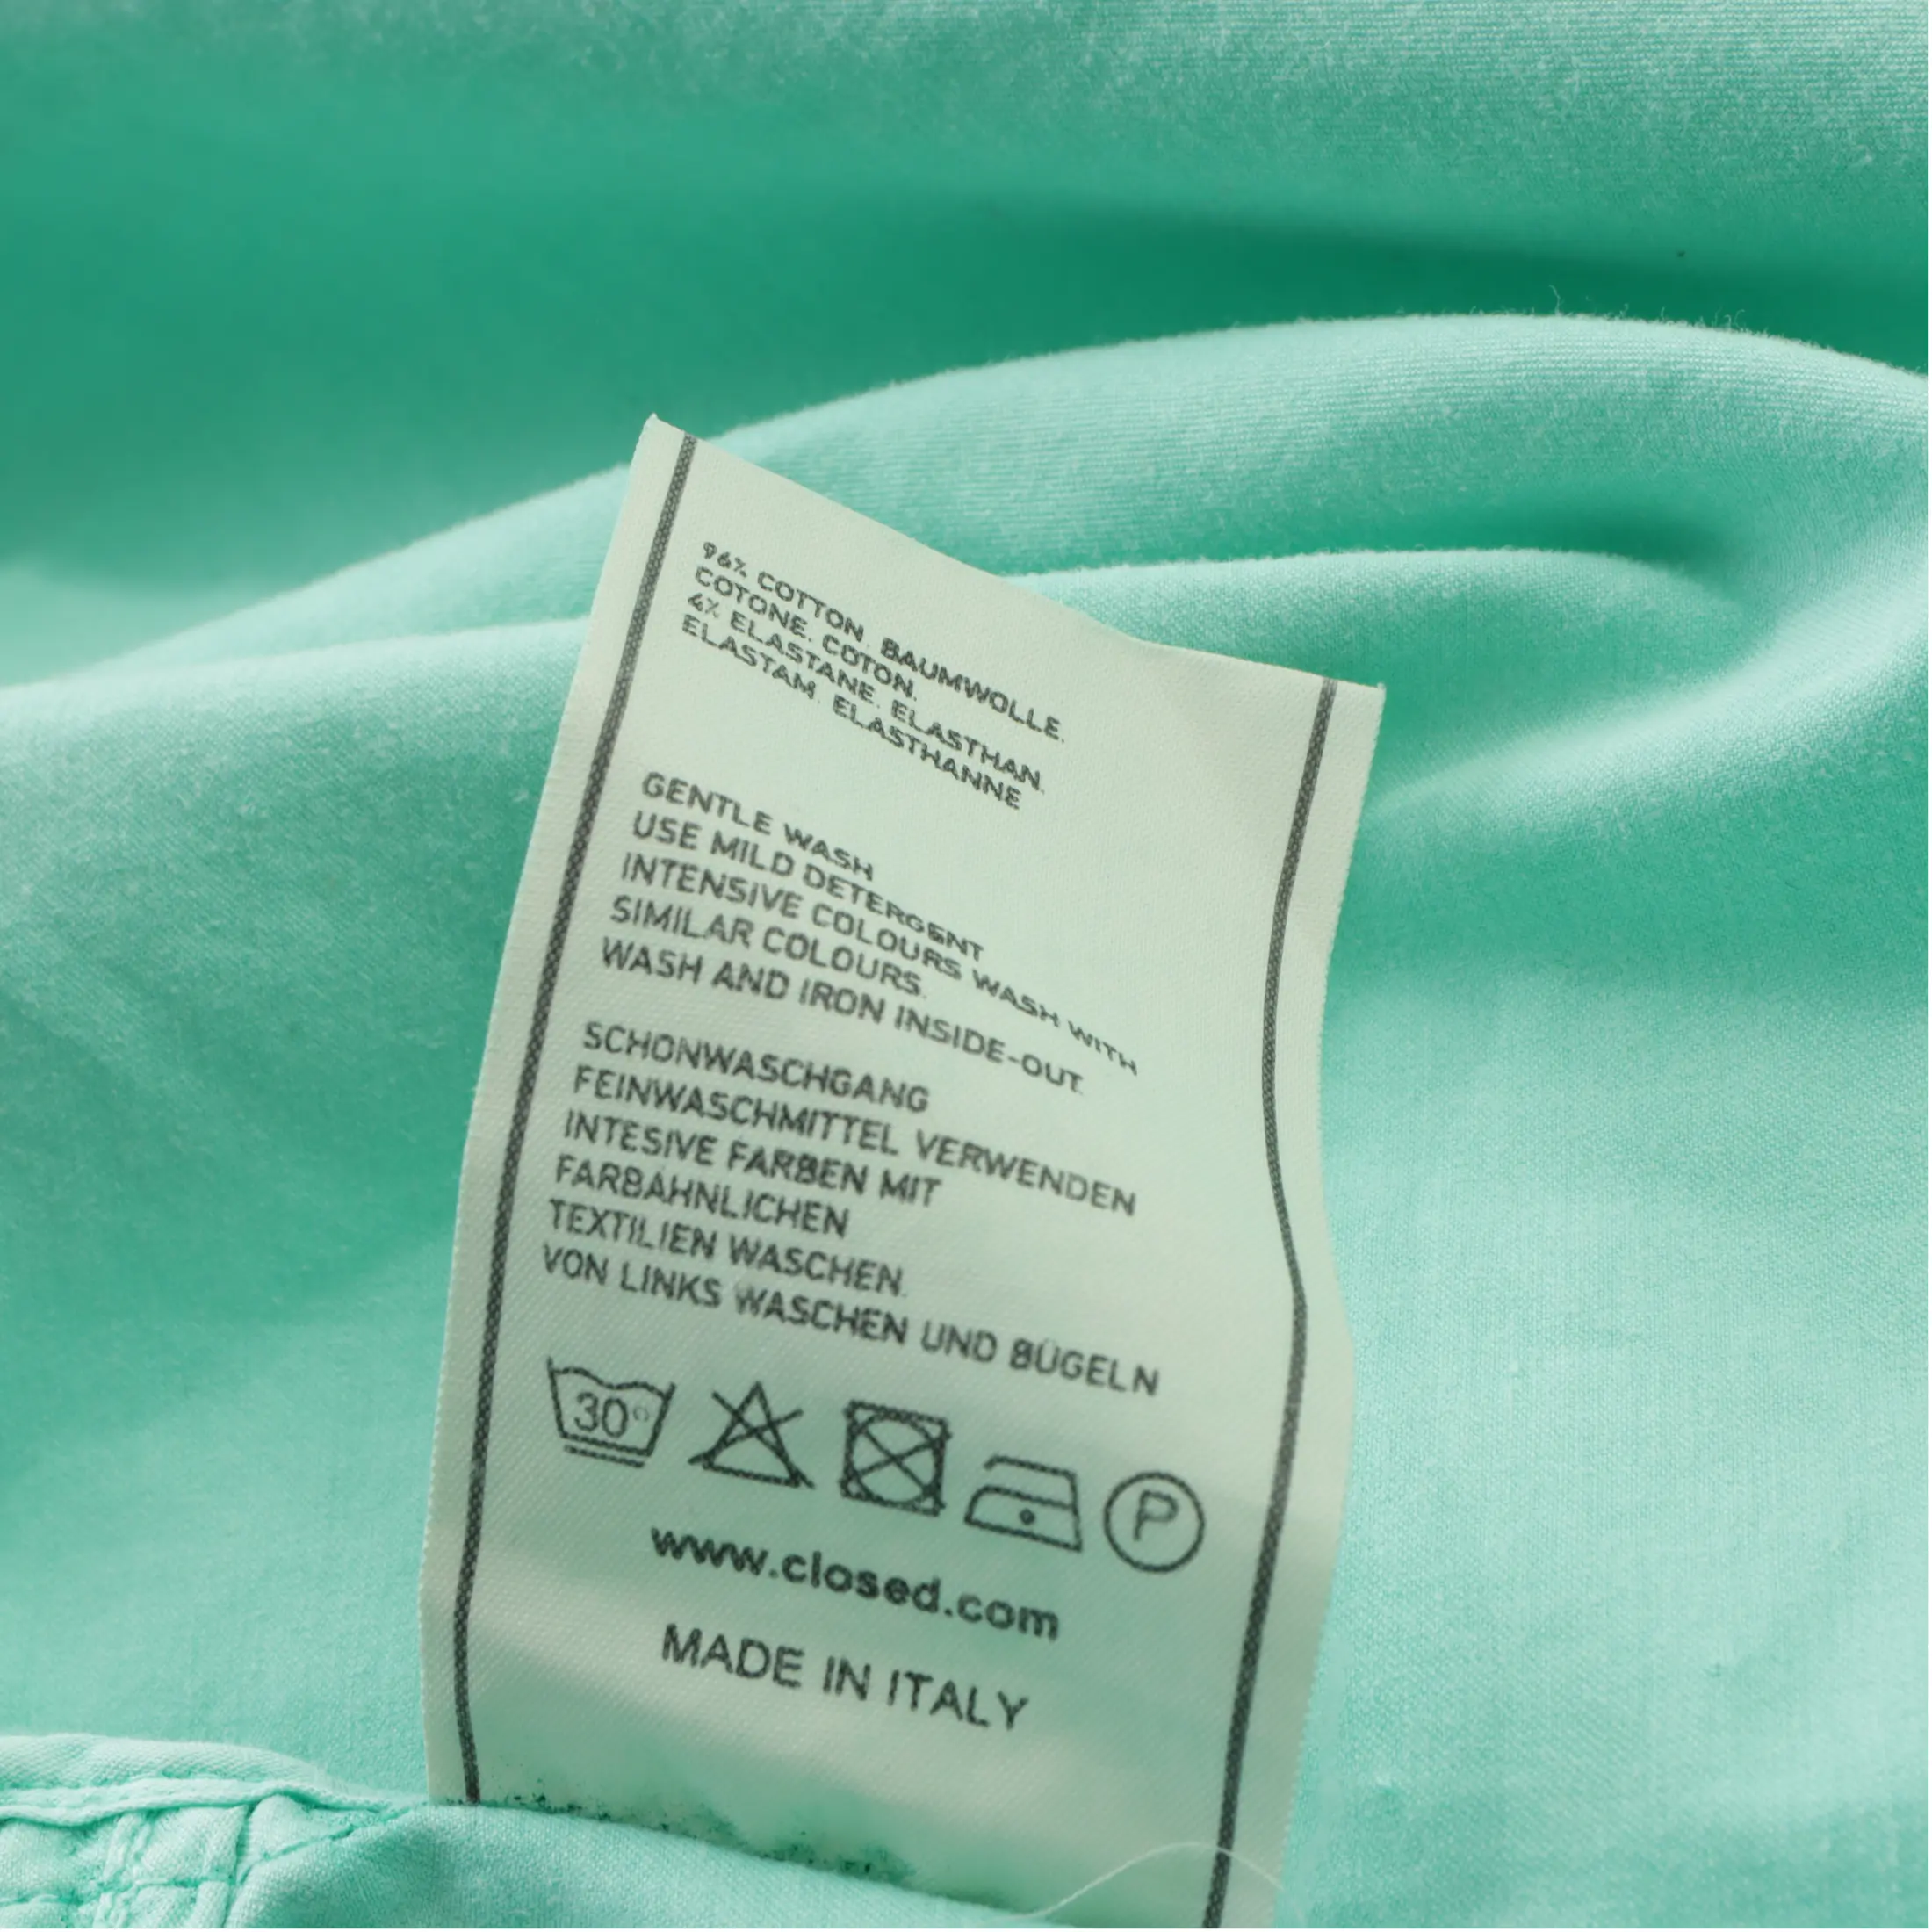 96% COTTON. BAUMWOLLE.
COTONE. COTON.
4% ELASTANE. ELASTHAN.
ELASTAM. ELASTHANNE
GENTLE WASH
USE MILD DETERGENT
INTENSIVE COLOURS WASH WITH
SIMILAR COLOURS.
WASH AND IRON INSIDE-OUT.
SCHONWASCHGANG
FEINWASCHMITTEL VERWENDEN
INTESIVE FARBEN MIT
FARBAHNLICHEN
TEXTILIEN WASCHEN.
VON LINKS WASCHEN UND BÜGELN
30° P
www.closed.com
MADE IN ITALY